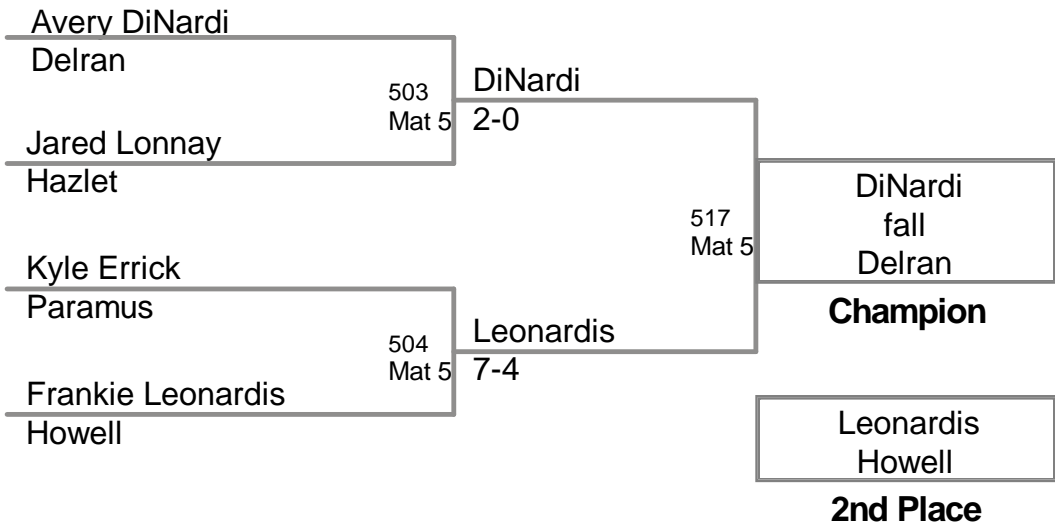 Avery DiNardi
Delran
503
Mat 5
DiNardi
2-0
Jared Lonnay
Hazlet
517
Mat 5
DiNardi
fall
Delran
Champion
Kyle Errick
Paramus
504
Mat 5
Leonardis
7-4
Frankie Leonardis
Howell
Leonardis
Howell
2nd Place